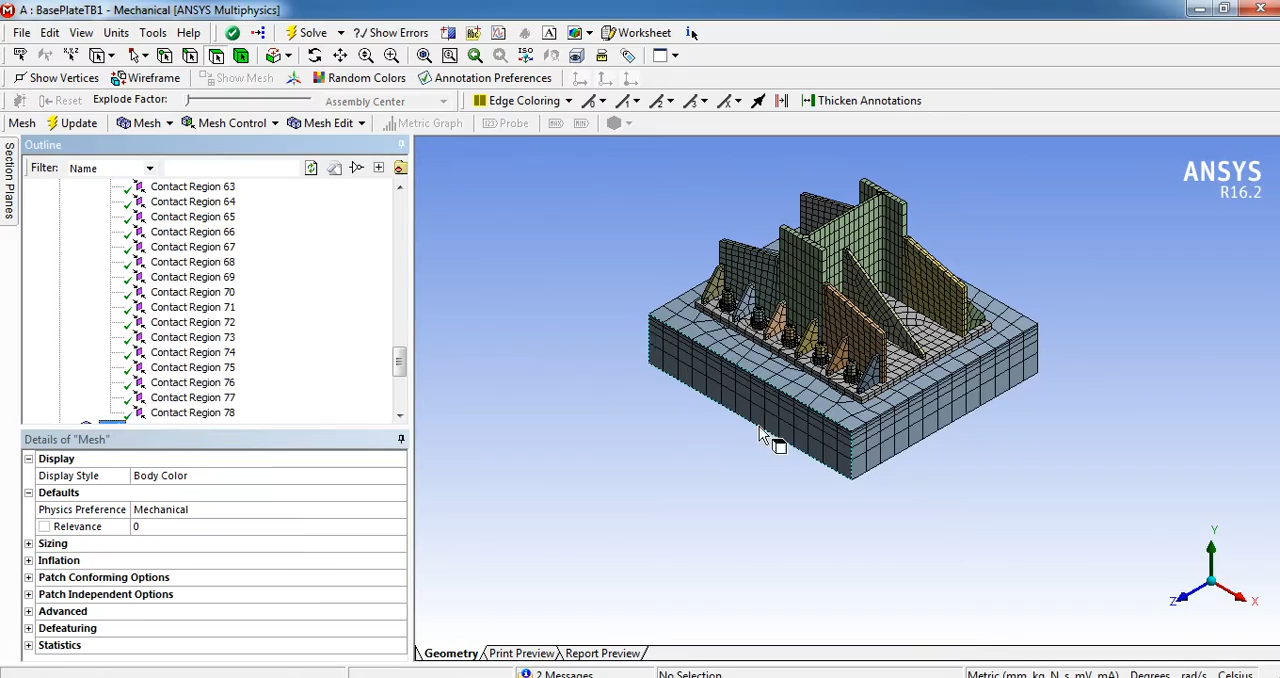 A : BasePlateTB1 - Mechanical [ANSYS Multiphysics]
File Edit View Units Tools Help Solve ?/ Show Errors Worksheet
Show Vertices Wireframe Show Mesh Random Colors Annotation Preferences
Reset Explode Factor: Assembly Center Edge Coloring Thicken Annotations
Mesh Update Mesh Mesh Control Mesh Edit Metric Graph Probe
Section Planes
Outline
Filter: Name
Contact Region 63
Contact Region 64
Contact Region 65
Contact Region 66
Contact Region 67
Contact Region 68
Contact Region 69
Contact Region 70
Contact Region 71
Contact Region 72
Contact Region 73
Contact Region 74
Contact Region 75
Contact Region 76
Contact Region 77
Contact Region 78
Details of "Mesh"
Display
Display Style Body Color
Defaults
Physics Preference Mechanical
Relevance 0
Sizing
Inflation
Patch Conforming Options
Patch Independent Options
Advanced
Defeaturing
Statistics
ANSYS
R16.2
Y
Z
X
Geometry Print Preview Report Preview
2 Messages No Selection Metric (mm, kg, N, s, mV, mA) Degrees rad/s Celsius